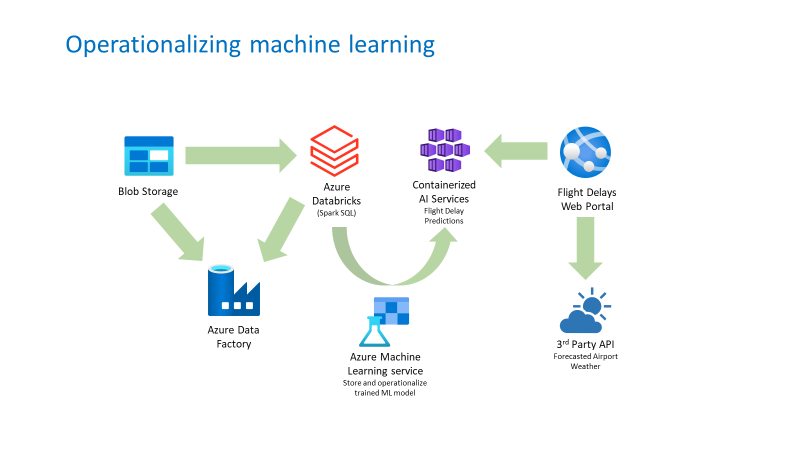 Operationalizing machine learning
Blob Storage
Azure
Databricks
(Spark SQL)
Containerized
AI Services
Flight Delay
Predictions
Flight Delays
Web Portal
Azure Data
Factory
Azure Machine
Learning service
Store and operationalize
trained ML model
3rd Party API
Forecasted Airport
Weather